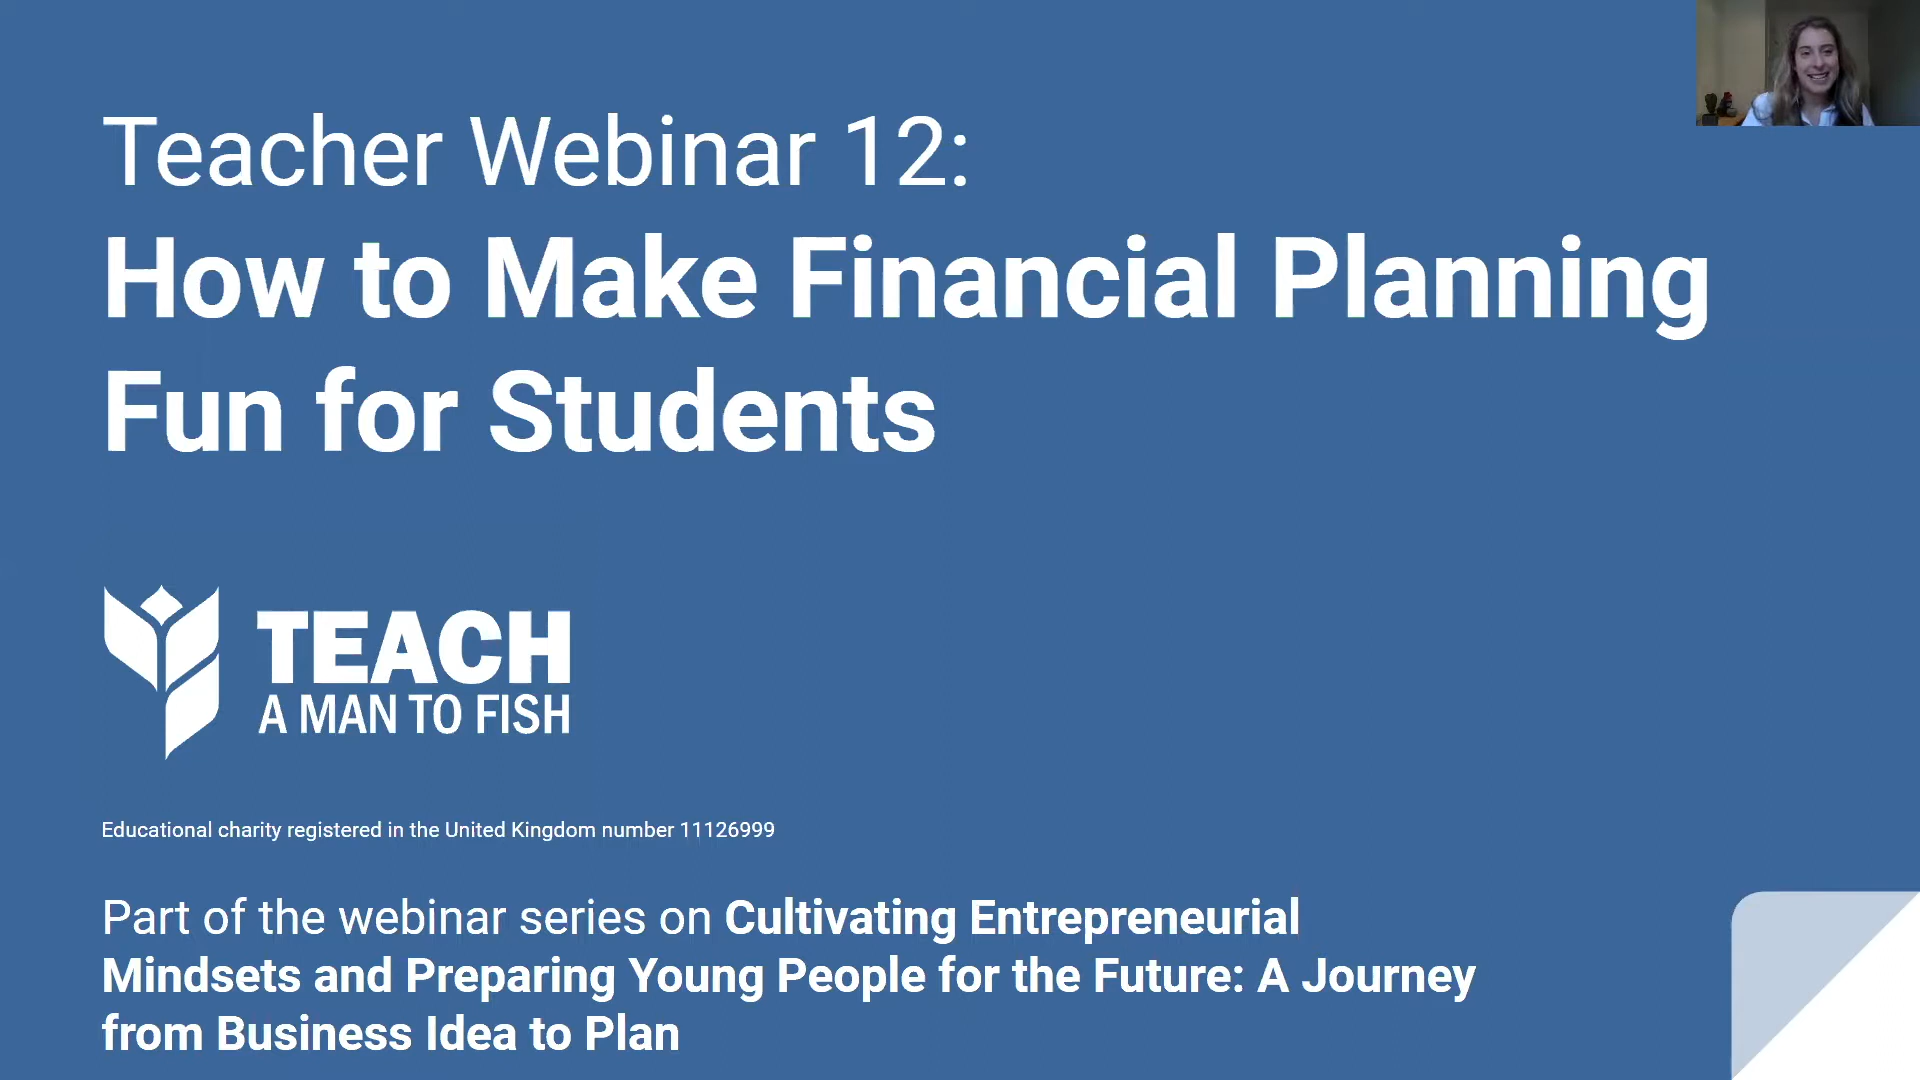 Teacher Webinar 12:
How to Make Financial Planning
Fun for Students
TEACH
A MAN TO FISH
Educational charity registered in the United Kingdom number 11126999
Part of the webinar series on Cultivating Entrepreneurial
Mindsets and Preparing Young People for the Future: A Journey
from Business Idea to Plan